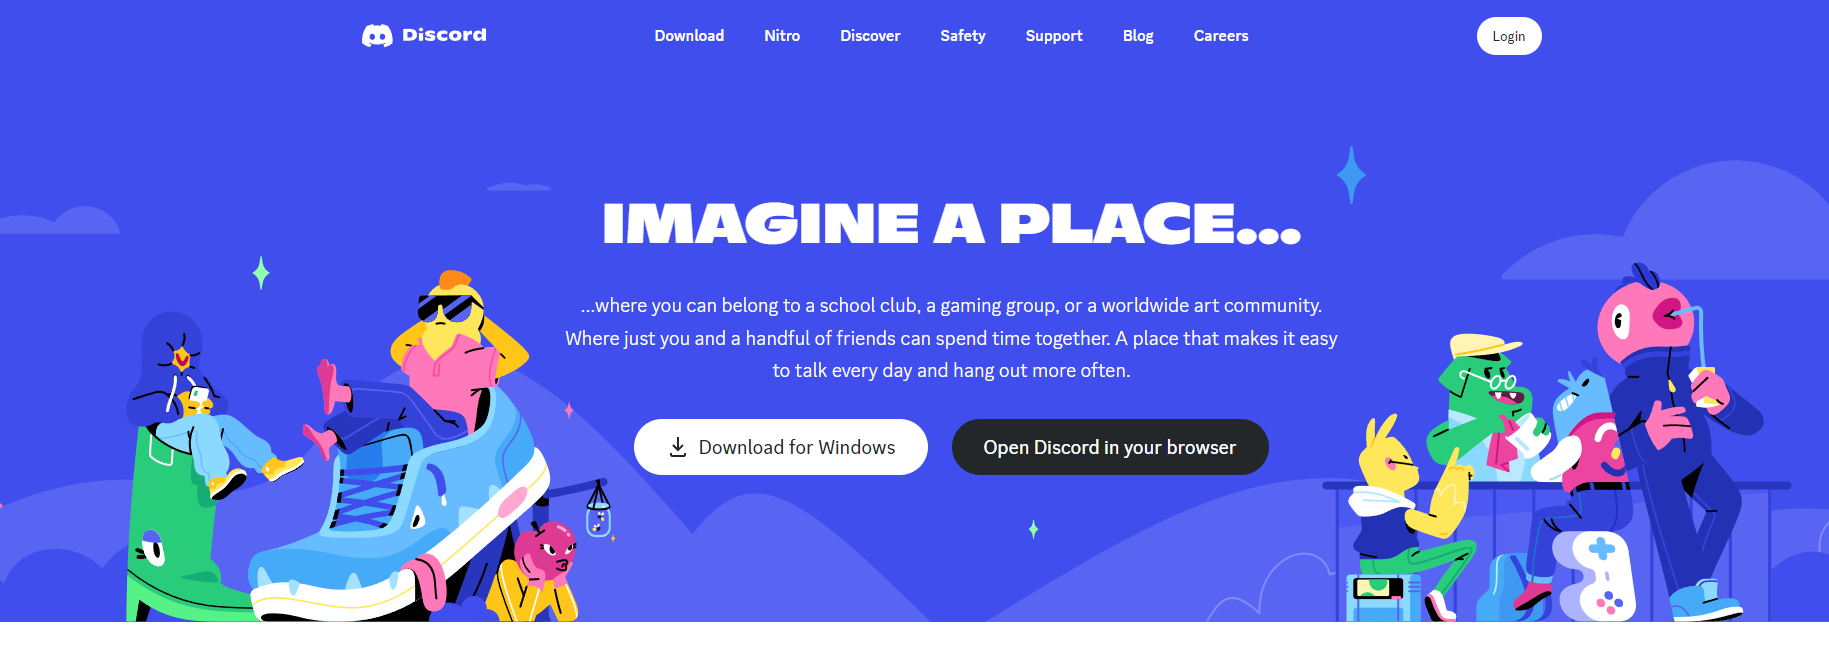 Discord
Download Nitro Discover Safety Support Blog Careers
Login
IMAGINE A PLACE...
...where you can belong to a school club, a gaming group, or a worldwide art community.
Where just you and a handful of friends can spend time together. A place that makes it easy
to talk every day and hang out more often.
Download for Windows
Open Discord in your browser